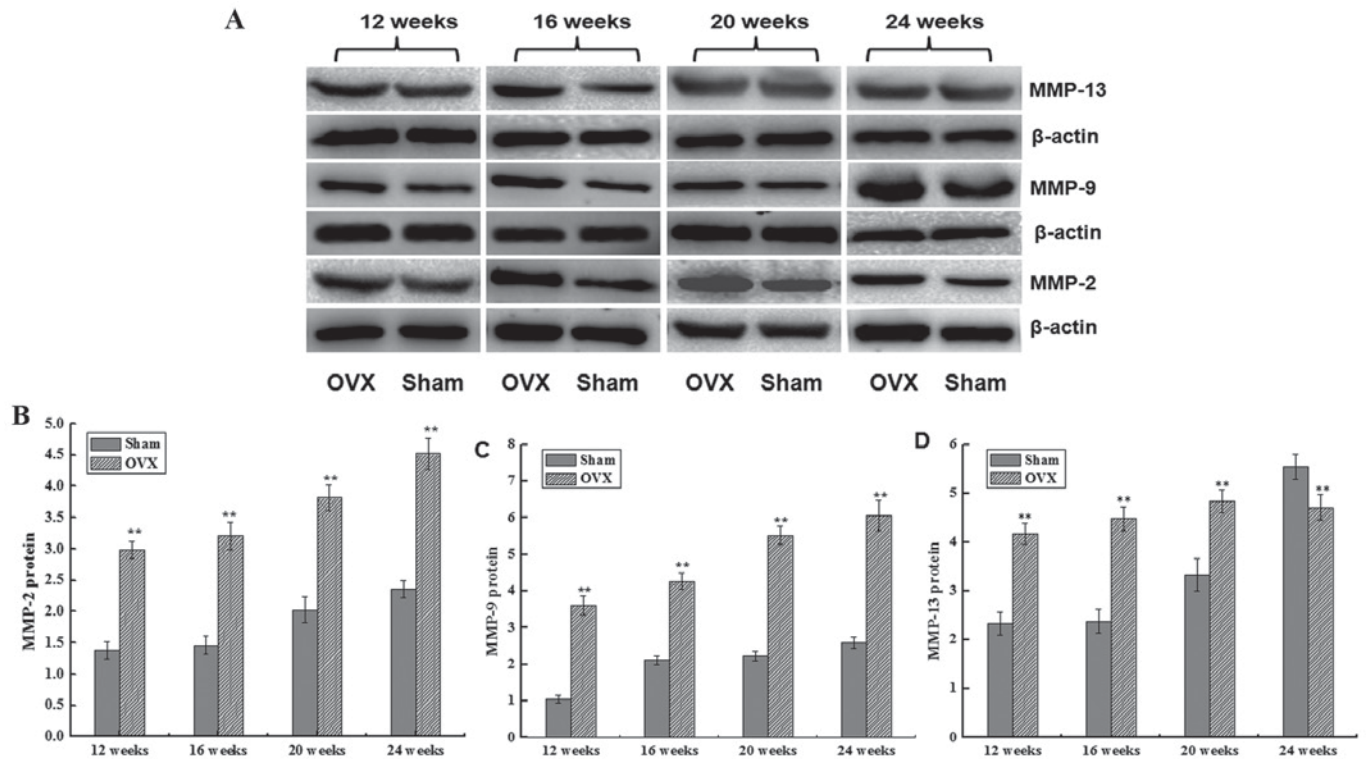 A
12 weeks 16 weeks 20 weeks 24 weeks
MMP-13
β-actin
MMP-9
β-actin
MMP-2
β-actin
OVX Sham OVX Sham OVX Sham OVX Sham
B
MMP-2 protein
5.0
4.5
4.0
3.5
3.0
2.5
2.0
1.5
1.0
0.5
0.0
Sham
OVX
**
**
**
**
12 weeks 16 weeks 20 weeks 24 weeks
C
MMP-9 protein
8
7
6
5
4
3
2
1
0
Sham
OVX
**
**
**
**
12 weeks 16 weeks 20 weeks 24 weeks
D
MMP-13 protein
6
5
4
3
2
1
0
Sham
OVX
**
**
**
**
12 weeks 16 weeks 20 weeks 24 weeks